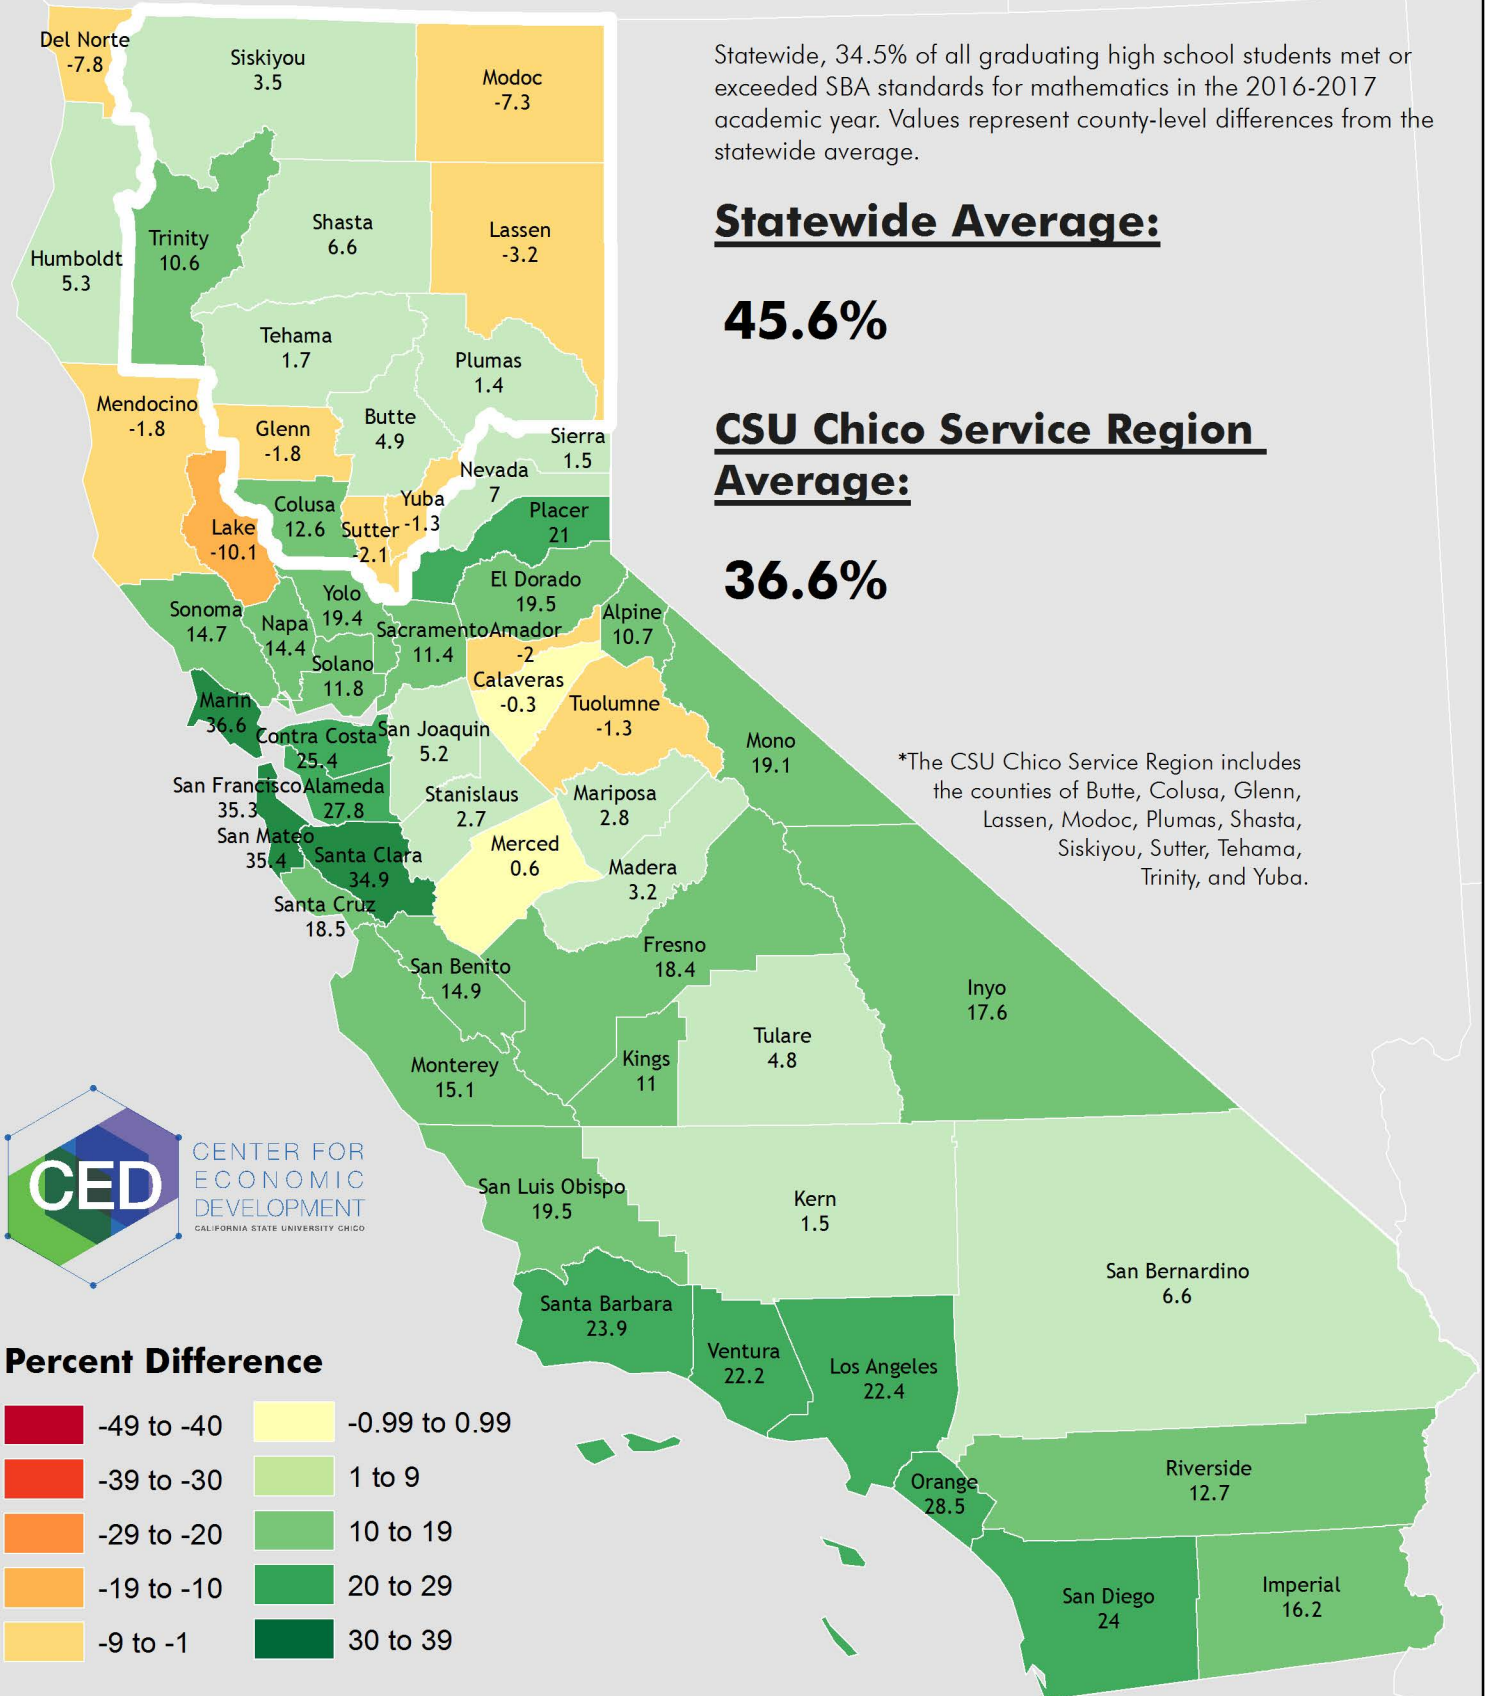 Del Norte
-7.8
Siskiyou
3.5
Modoc
-7.3
Statewide, 34.5% of all graduating high school students met or
exceeded SBA standards for mathematics in the 2016-2017
academic year. Values represent county-level differences from the
statewide average.
Statewide Average:
45.6%
CSU Chico Service Region
Average:
36.6%
Humboldt
5.3
Trinity
10.6
Shasta
6.6
Lassen
-3.2
Tehama
1.7
Plumas
1.4
Mendocino
-1.8
Glenn
-1.8
Butte
4.9
Sierra
1.5
Nevada
7
Lake
-10.1
Colusa
12.6
Sutter
-2.1
Yuba
-1.3
Placer
21
El Dorado
19.5
Sonoma
14.7
Napa
14.4
Yolo
19.4
Sacramento
11.4
Amador
-2
Alpine
10.7
Solano
11.8
Calaveras
-0.3
Tuolumne
-1.3
Marin
36.6
Contra Costa
25.4
San Joaquin
5.2
Mono
19.1
*The CSU Chico Service Region includes
the counties of Butte, Colusa, Glenn,
Lassen, Modoc, Plumas, Shasta,
Siskiyou, Sutter, Tehama,
Trinity, and Yuba.
San Francisco
35.3
Alameda
27.8
Stanislaus
2.7
Mariposa
2.8
San Mateo
35.4
Santa Clara
34.9
Merced
0.6
Madera
3.2
Santa Cruz
18.5
San Benito
14.9
Fresno
18.4
Inyo
17.6
Monterey
15.1
Kings
11
Tulare
4.8
CED
CENTER FOR
ECONOMIC
DEVELOPMENT
CALIFORNIA STATE UNIVERSITY CHICO
San Luis Obispo
19.5
Kern
1.5
San Bernardino
6.6
Santa Barbara
23.9
Ventura
22.2
Los Angeles
22.4
Orange
28.5
Riverside
12.7
San Diego
24
Imperial
16.2
Percent Difference
-49 to -40
-39 to -30
-29 to -20
-19 to -10
-9 to -1
-0.99 to 0.99
1 to 9
10 to 19
20 to 29
30 to 39